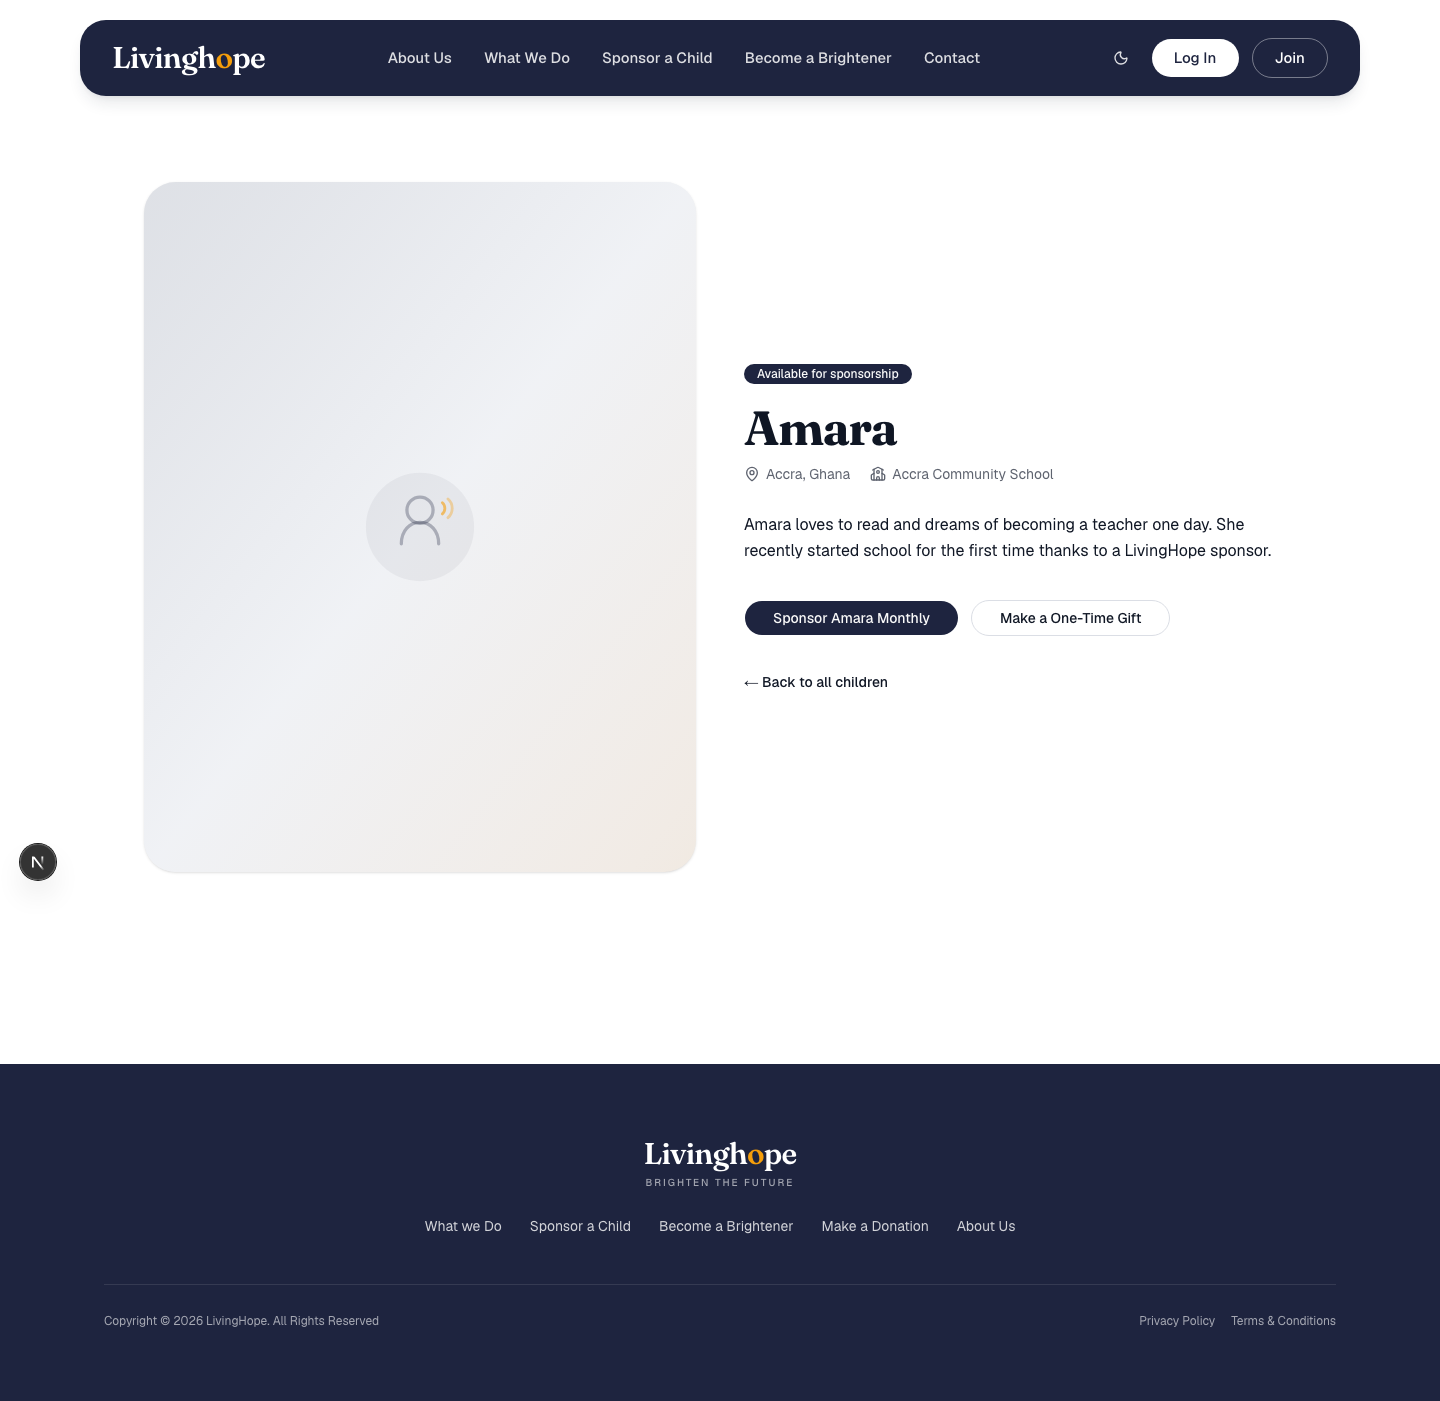 Livinghope
About Us
What We Do
Sponsor a Child
Become a Brightener
Contact
Log In
Join
Available for sponsorship
Amara
Accra, Ghana
Accra Community School
Amara loves to read and dreams of becoming a teacher one day. She
recently started school for the first time thanks to a LivingHope sponsor.
Sponsor Amara Monthly
Make a One-Time Gift
← Back to all children
N
Livinghope
BRIGHTEN THE FUTURE
What we Do
Sponsor a Child
Become a Brightener
Make a Donation
About Us
Copyright © 2026 LivingHope. All Rights Reserved
Privacy Policy
Terms & Conditions